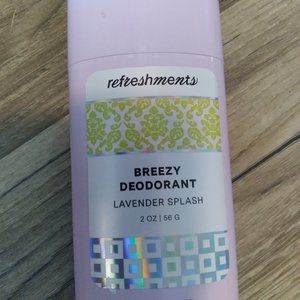 refreshments
BREEZY
DEODORANT
LAVENDER SPLASH
2 OZ | 56 G